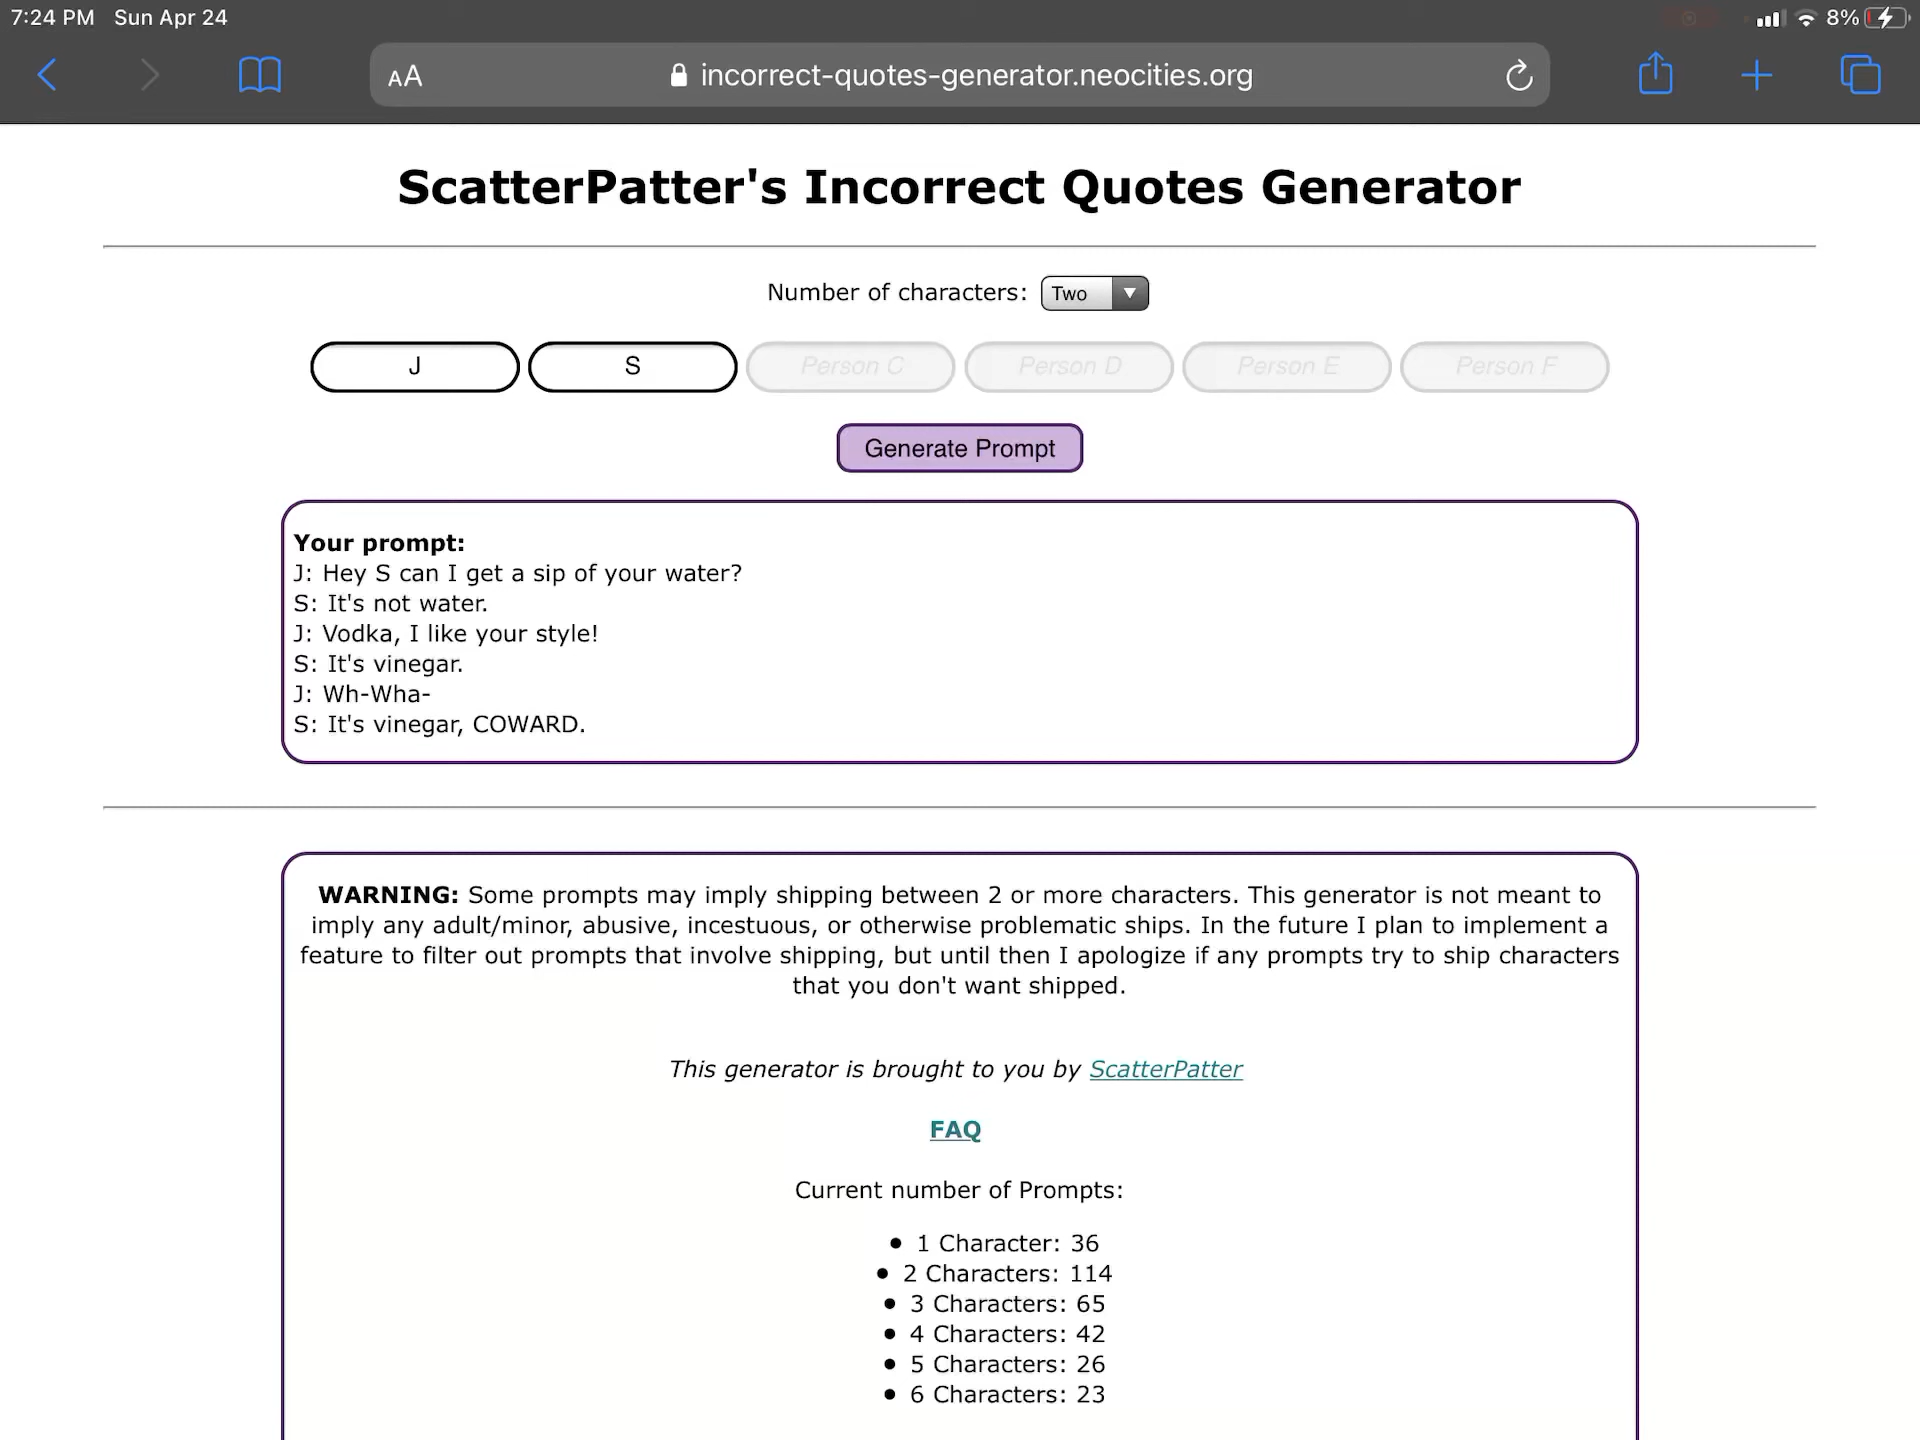 7:24 PM Sun Apr 24
8%
AA
incorrect-quotes-generator.neocities.org
ScatterPatter's Incorrect Quotes Generator
Number of characters: Two
J S Person C Person D Person E Person F
Generate Prompt
Your prompt:
J: Hey S can I get a sip of your water?
S: It's not water.
J: Vodka, I like your style!
S: It's vinegar.
J: Wh-Wha-
S: It's vinegar, COWARD.
WARNING: Some prompts may imply shipping between 2 or more characters. This generator is not meant to
imply any adult/minor, abusive, incestuous, or otherwise problematic ships. In the future I plan to implement a
feature to filter out prompts that involve shipping, but until then I apologize if any prompts try to ship characters
that you don't want shipped.
This generator is brought to you by ScatterPatter
FAQ
Current number of Prompts:
• 1 Character: 36
• 2 Characters: 114
• 3 Characters: 65
• 4 Characters: 42
• 5 Characters: 26
• 6 Characters: 23